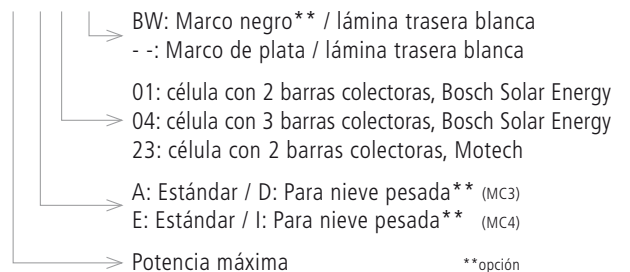 BW: Marco negro** / lámina trasera blanca
- -: Marco de plata / lámina trasera blanca
01: célula con 2 barras colectoras, Bosch Solar Energy
04: célula con 3 barras colectoras, Bosch Solar Energy
23: célula con 2 barras colectoras, Motech
A: Estándar / D: Para nieve pesada** (MC3)
E: Estándar / I: Para nieve pesada** (MC4)
Potencia máxima **opción